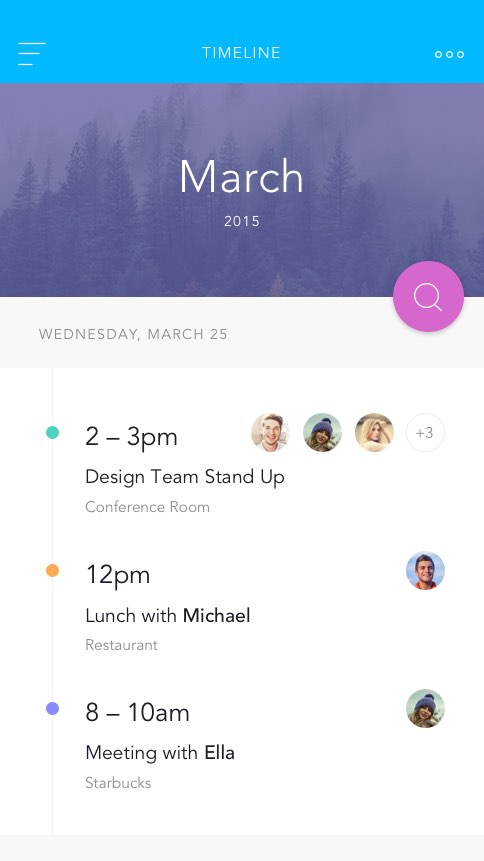 TIMELINE
March
2015
WEDNESDAY, MARCH 25
2 – 3pm
+3
Design Team Stand Up
Conference Room
12pm
Lunch with Michael
Restaurant
8 – 10am
Meeting with Ella
Starbucks